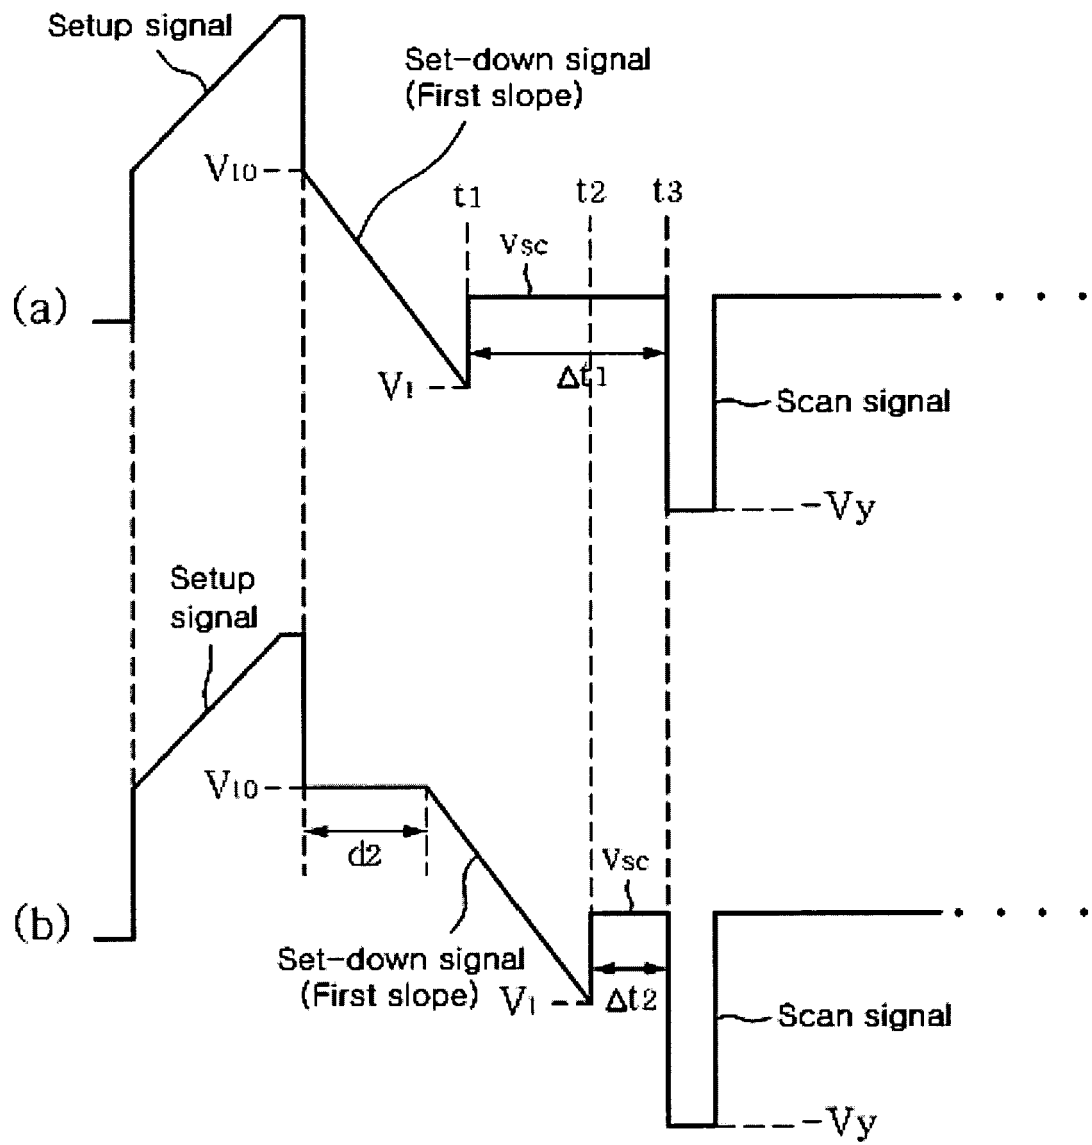 Setup signal
Set-down signal
(First slope)
V10
t1
t2
t3
Vsc
(a)
Δt1
V1
Scan signal
-Vy
Setup
signal
V10
d2
Vsc
(b)
Set-down signal
(First slope)
V1
Δt2
Scan signal
-Vy